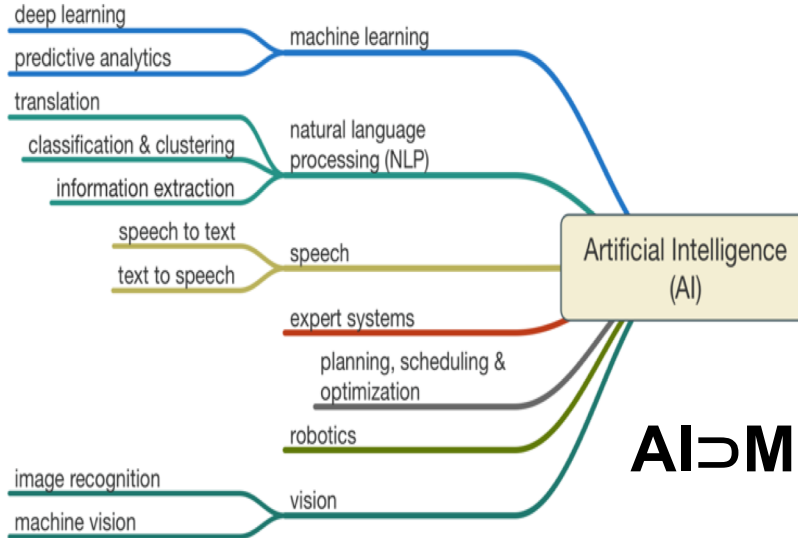 deep learning
predictive analytics
machine learning
translation
classification & clustering
information extraction
natural language
processing (NLP)
speech to text
text to speech
speech
expert systems
planning, scheduling &
optimization
robotics
image recognition
machine vision
vision
Artificial Intelligence
(AI)
AI⊃M